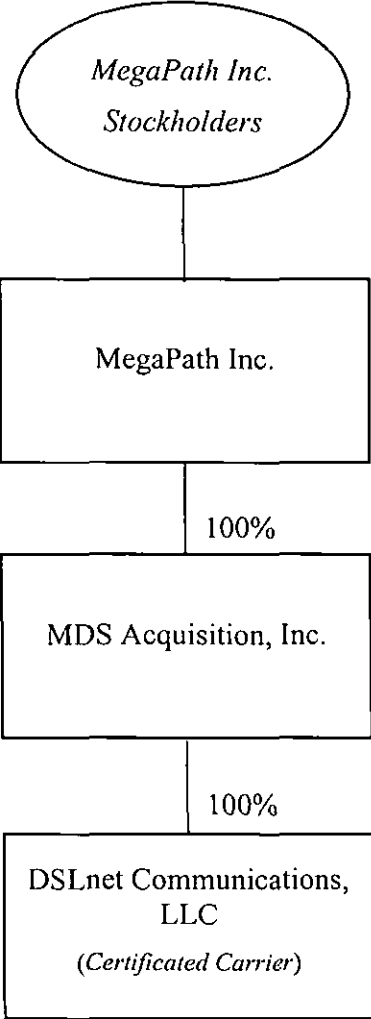 MegaPath Inc.
Stockholders
MegaPath Inc.
100%
MDS Acquisition, Inc.
100%
DSLnet Communications,
LLC
(Certificated Carrier)